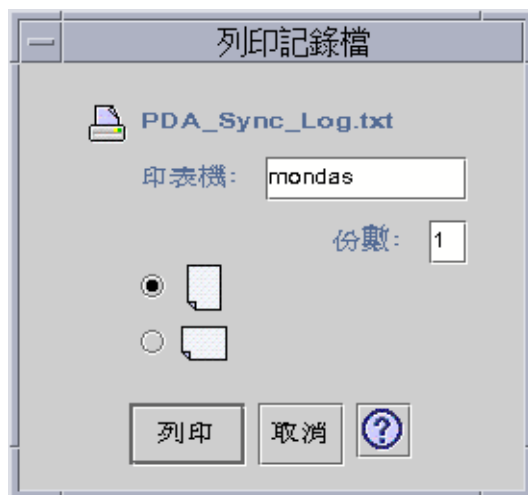 列印記錄檔
PDA_Sync_Log.txt
印表機: mondas
份數: 1
列印 取消 ?